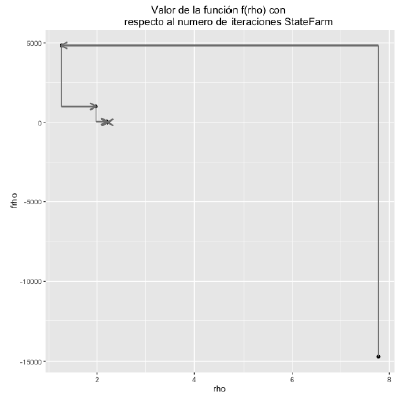 Valor de la función f(rho) con
respecto al numero de iteraciones StateFarm
5000
0
-5000
-10000
-15000
frho
2
4
6
8
rho